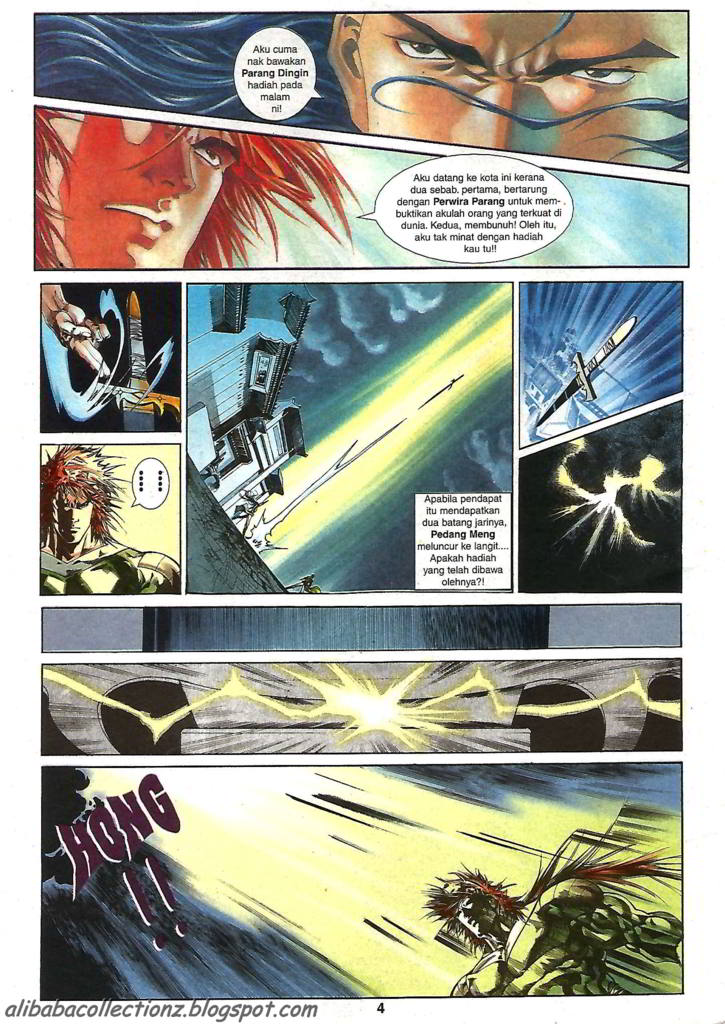 Aku cuma
nak bawakan
Parang Dingin
hadiah pada
malam
ni!
Aku datang ke kota ini kerana
dua sebab. pertama, bertarung
dengan Perwira Parang untuk mem-
buktikan akulah orang yang terkuat di
dunia. Kedua, membunuh! Oleh itu,
aku tak minat dengan hadiah
kau tu!!
Apabila pendapat
itu mendapatkan
dua batang jarinya,
Pedang Meng
meluncur ke langit....
Apakah hadiah
yang telah dibawa
olehnya?!
HONG
!!
4
alibabacollectionz.blogspot.com